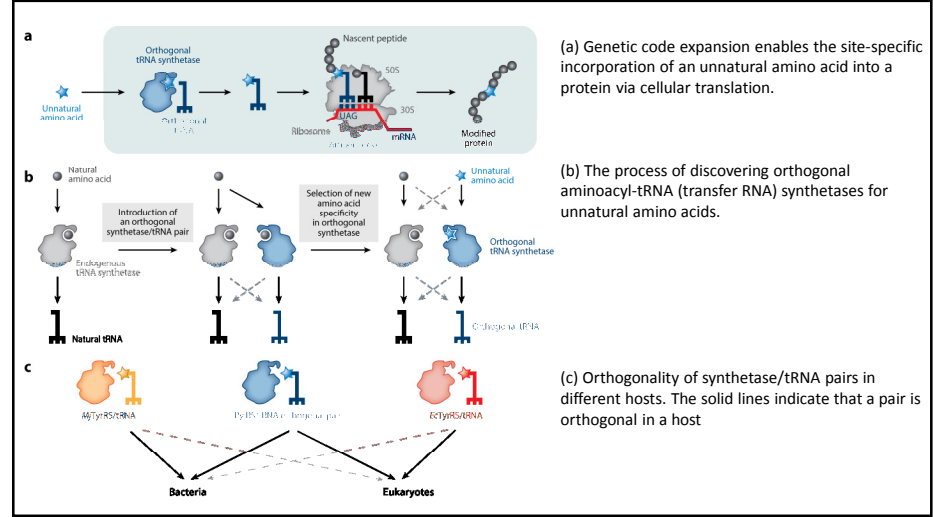 a
Orthogonal
tRNA synthetase
Nascent peptide
50S
30S
Unnatural
amino acid
Orthogonal
UAG
Ribosome
mRNA
Modified
protein
(a) Genetic code expansion enables the site-specific
incorporation of an unnatural amino acid into a
protein via cellular translation.
b
Natural
amino acid
Introduction of
an orthogonal
synthetase/tRNA pair
Selection of new
amino acid
specificity
in orthogonal
synthetase
Unnatural
amino acid
Endogenous
tRNA synthetase
Orthogonal
tRNA synthetase
Natural tRNA
Orthogonal tRNA
(b) The process of discovering orthogonal
aminoacyl-tRNA (transfer RNA) synthetases for
unnatural amino acids.
c
MjTyrRS/tRNA
orthogonal pair
EcTyrRS/tRNA
Bacteria
Eukaryotes
(c) Orthogonality of synthetase/tRNA pairs in
different hosts. The solid lines indicate that a pair is
orthogonal in a host